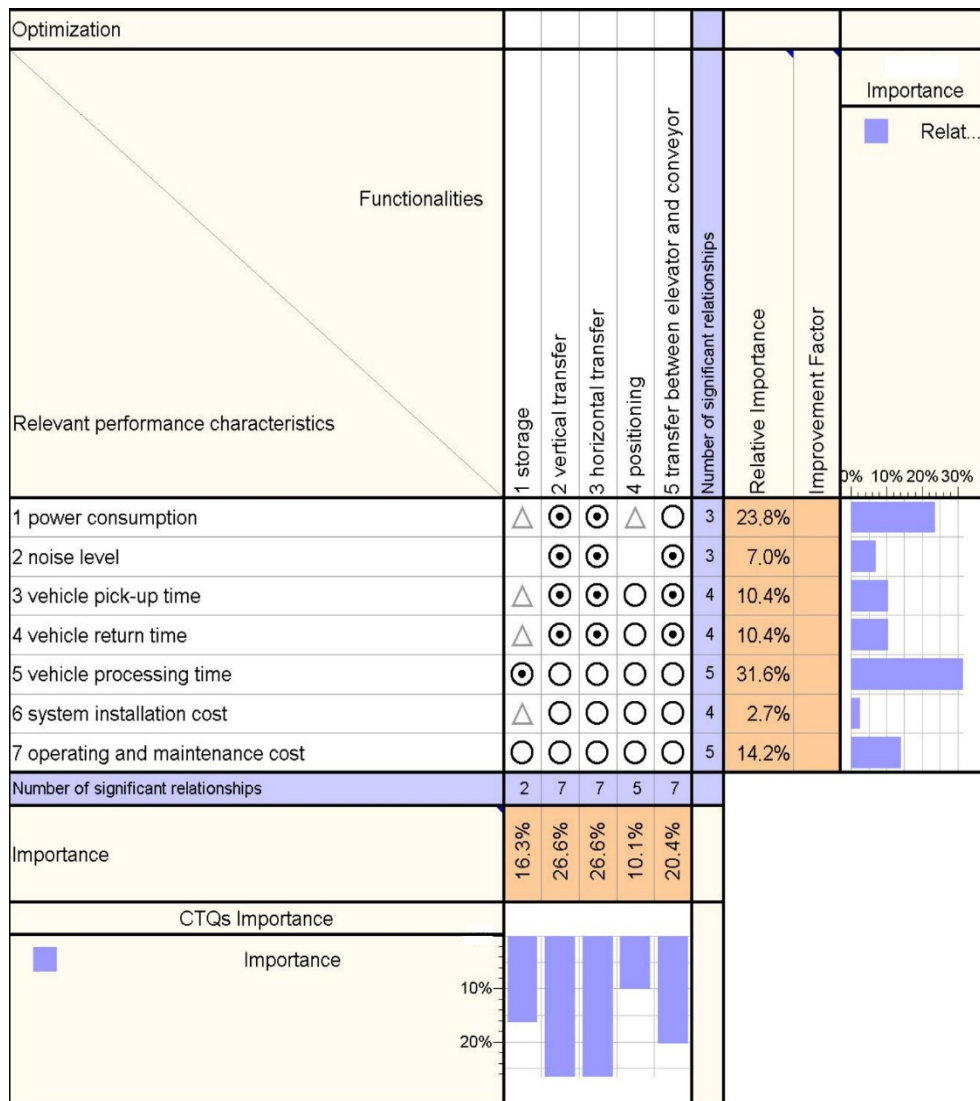 Optimization
Functionalities
Relevant performance characteristics
1 storage
2 vertical transfer
3 horizontal transfer
4 positioning
5 transfer between elevator and conveyor
Number of significant relationships
Relative Importance
Improvement Factor
Importance
Relat...
0% 10% 20% 30%
1 power consumption 3 23.8%
2 noise level 3 7.0%
3 vehicle pick-up time 4 10.4%
4 vehicle return time 4 10.4%
5 vehicle processing time 5 31.6%
6 system installation cost 4 2.7%
7 operating and maintenance cost 5 14.2%
Number of significant relationships 2 7 7 5 7
Importance 16.3% 26.6% 26.6% 10.1% 20.4%
CTQs Importance
Importance
10%
20%